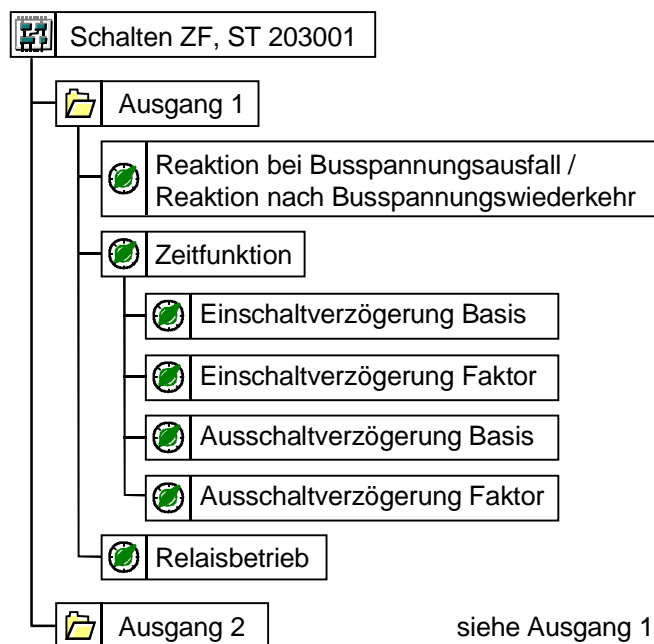 Schalten ZF, ST 203001
Ausgang 1
Reaktion bei Busspannungsausfall /
Reaktion nach Busspannungswiederkehr
Zeitfunktion
Einschaltverzögerung Basis
Einschaltverzögerung Faktor
Ausschaltverzögerung Basis
Ausschaltverzögerung Faktor
Relaisbetrieb
Ausgang 2 siehe Ausgang 1